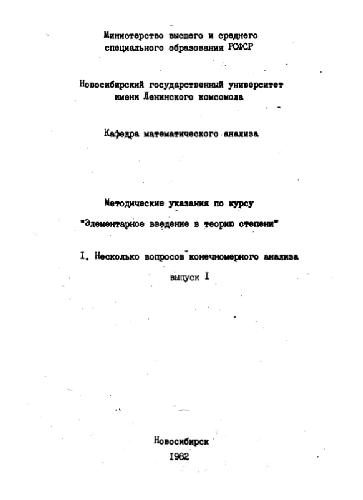 Министерство высшего и среднего
специального образования РСФСР
Новосибирский государственный университет
имени Ленинского комсомола
Кафедра математического анализа
Методические указания по курсу
"Элементарное введение в теорию степени"
I. Несколько вопросов конечномерного анализа
выпуск I
Новосибирск
1982